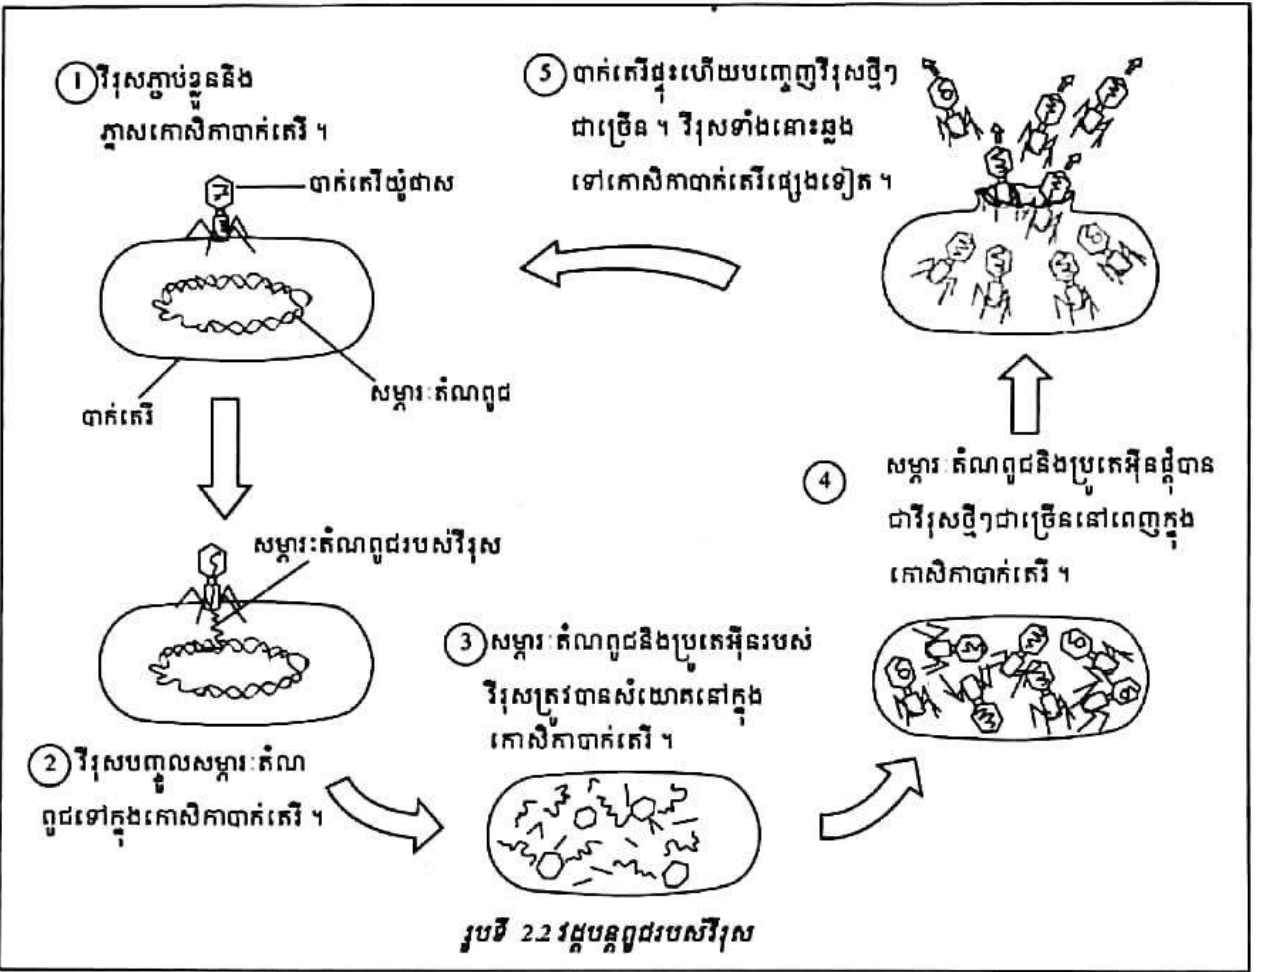 1 វីរុសភ្ជាប់ខ្លួននឹង
ភ្នាសកោសិកាបាក់តេរី ។
បាក់តេរីយ៉ូផាស
សម្ភារៈតំណពូជ
បាក់តេរី
សម្ភារះតំណពូជរបស់វីរុស
2 វីរុសបញ្ចូលសម្ភារៈតំណ
ពូជទៅក្នុងកោសិកាបាក់តេរី ។
3 សម្ភារៈតំណពូជនិងប្រូតេអ៊ីនរបស់
វីរុសត្រូវបានសំយោគនៅក្នុង
កោសិកាបាក់តេរី ។
4 សម្ភារៈតំណពូជនិងប្រូតេអ៊ីនផ្គុំបាន
ជាវីរុសថ្មីៗជាច្រើននៅពេញក្នុង
កោសិកាបាក់តេរី ។
5 បាក់តេរីផ្ទុះហើយបញ្ចេញវីរុសថ្មីៗ
ជាច្រើន ។ វីរុសទាំងនោះឆ្លង
ទៅកោសិកាបាក់តេរីផ្សេងទៀត ។
រូបទី 2.2 វដ្តបន្តពូជរបស់វីរុស